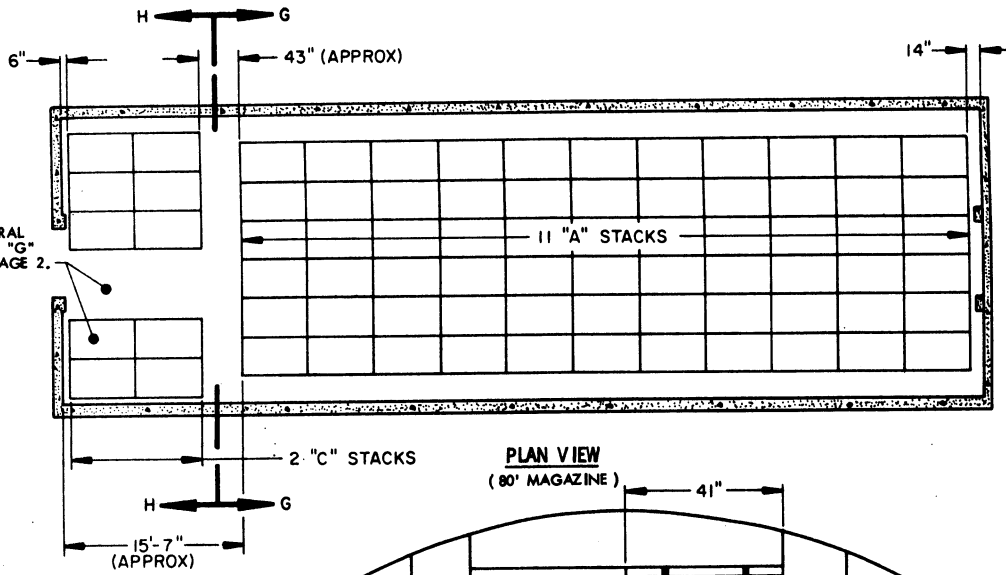 H G
6"
43" (APPROX)
14"
RAL
"G"
AGE 2.
11 "A" STACKS
2 "C" STACKS
PLAN VIEW
(80' MAGAZINE)
41"
H G
15'-7"
(APPROX)